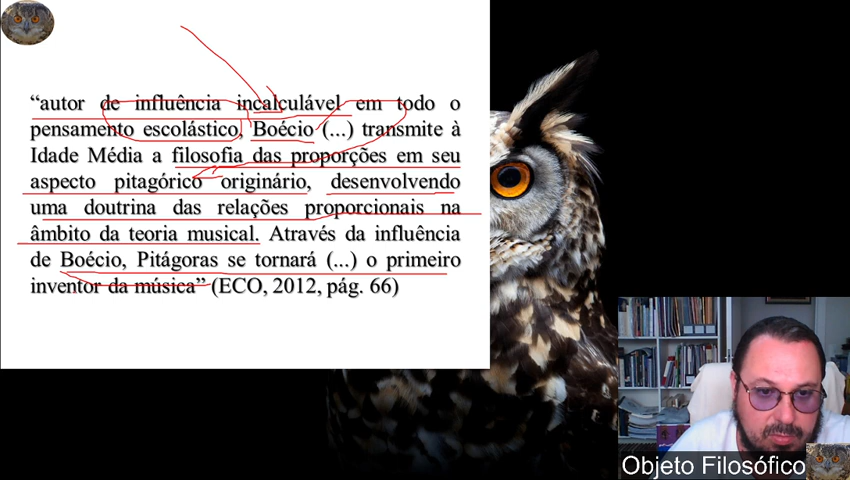 “autor de influência incalculável em todo o
pensamento escolástico, Boécio (...) transmite à
Idade Média a filosofia das proporções em seu
aspecto pitagórico originário, desenvolvendo
uma doutrina das relações proporcionais na
âmbito da teoria musical. Através da influência
de Boécio, Pitágoras se tornará (...) o primeiro
inventor da música” (ECO, 2012, pág. 66)
Objeto Filosófico